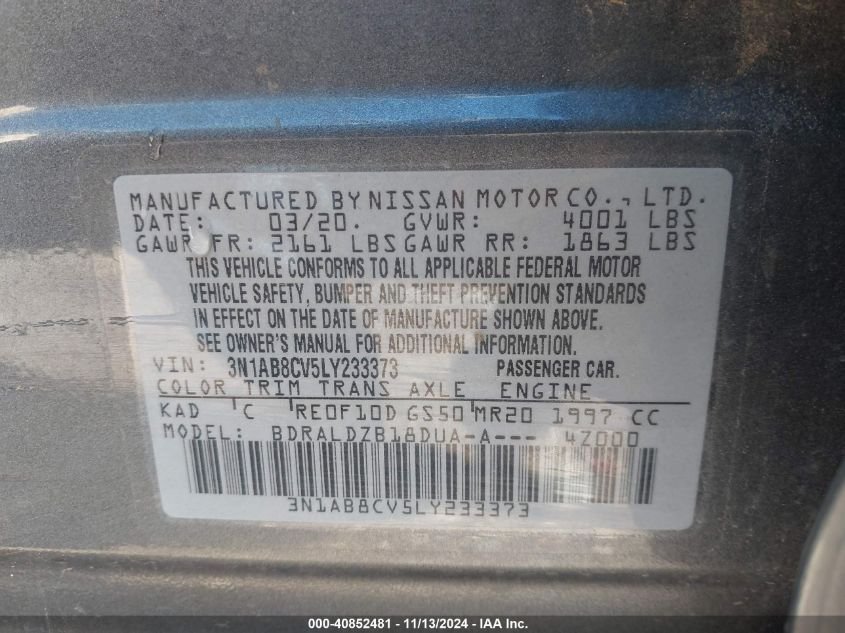 MANUFACTURED BY NISSAN MOTOR CO., LTD.
DATE: 03/20. GVWR: 4001 LBS
GAWR FR: 2161 LBS GAWR RR: 1863 LBS
THIS VEHICLE CONFORMS TO ALL APPLICABLE FEDERAL MOTOR
VEHICLE SAFETY, BUMPER AND THEFT PREVENTION STANDARDS
IN EFFECT ON THE DATE OF MANUFACTURE SHOWN ABOVE.
SEE OWNER'S MANUAL FOR ADDITIONAL INFORMATION.
VIN: 3N1AB8CV5LY233373 PASSENGER CAR.
COLOR TRIM TRANS AXLE ENGINE
KAD C RE0F10D GS50 MR20 1997 CC
MODEL: BDRALDZB18DUA-A--- 4Z000
3N1AB8CV5LY233373
000-40852481 - 11/13/2024 - IAA Inc.